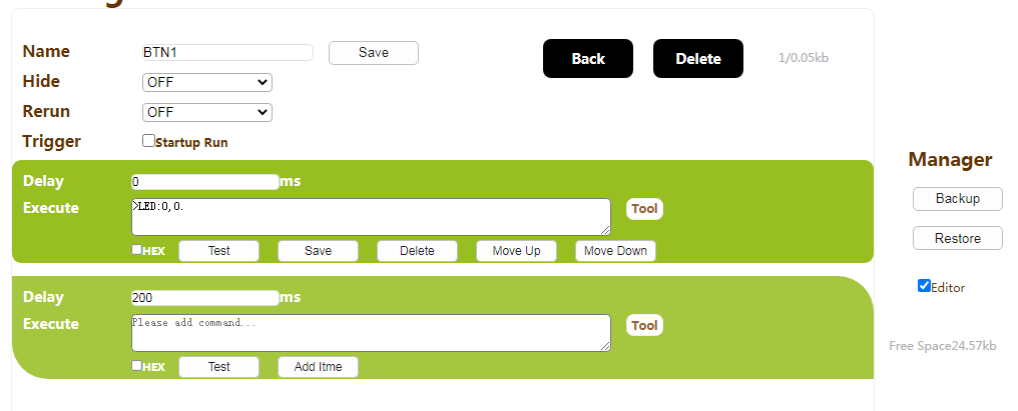 Name BTN1 Save Back Delete 1/0.05kb
Hide OFF
Rerun OFF
Trigger Startup Run
Delay 0 ms
Execute >LED:0,0. Tool
HEX Test Save Delete Move Up Move Down
Delay 200 ms
Execute Please add command... Tool
HEX Test Add Itme
Manager
Backup
Restore
Editor
Free Space24.57kb